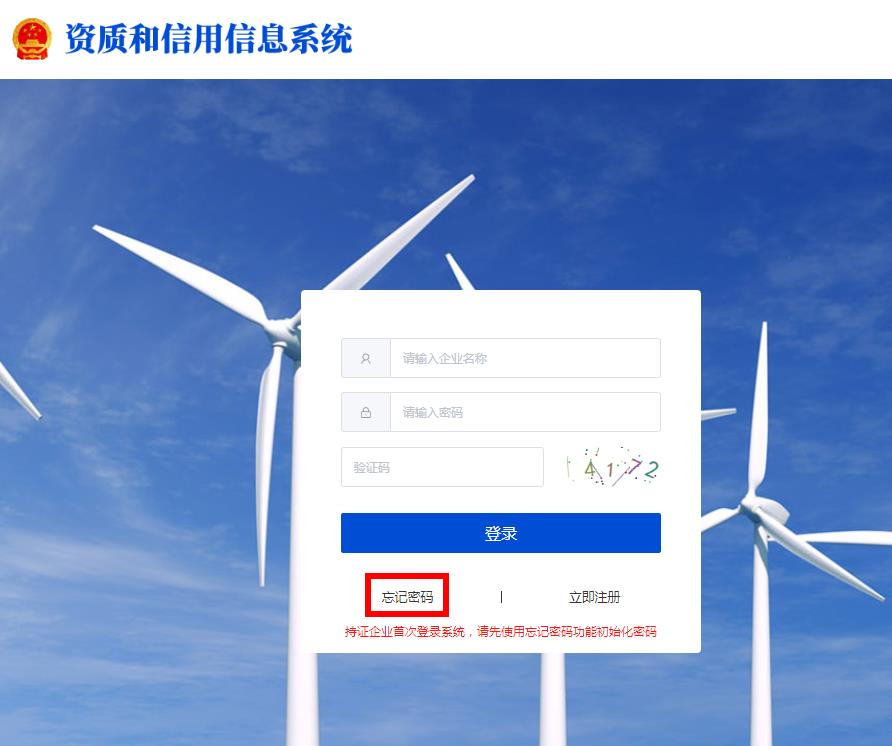 资质和信用信息系统
请输入企业名称
请输入密码
验证码
4172
登录
忘记密码 | 立即注册
持证企业首次登录系统，请先使用忘记密码功能初始化密码